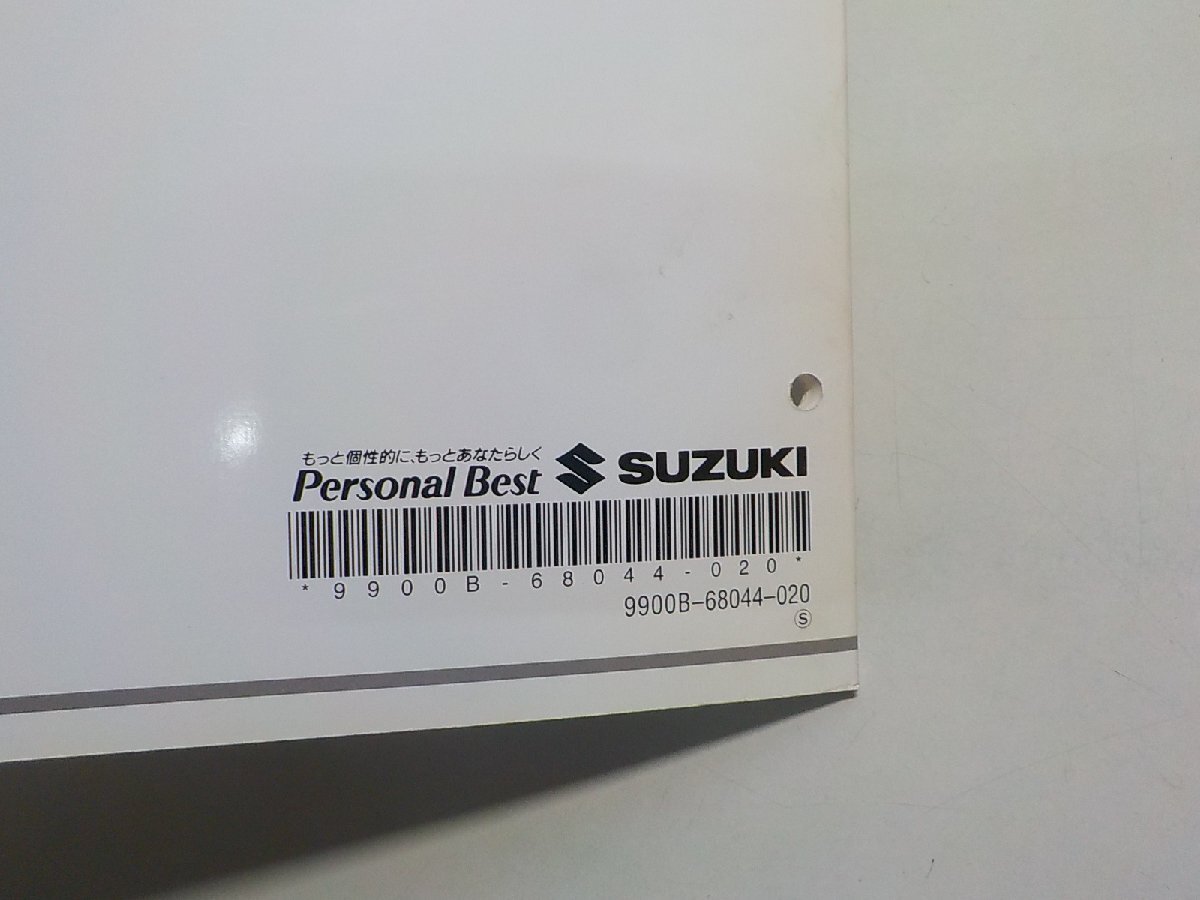 もっと個性的に、もっとあなたらしく
Personal Best SUZUKI
*9900B-68044-020*
9900B-68044-020
Ⓢ